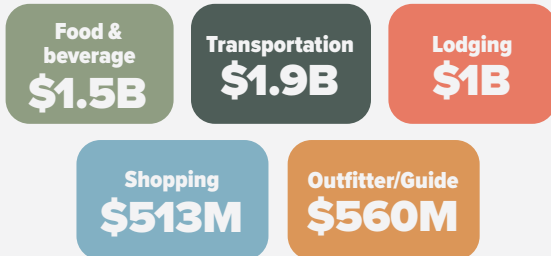 Food &
beverage
$1.5B
Transportation
$1.9B
Lodging
$1B
Shopping
$513M
Outfitter/Guide
$560M